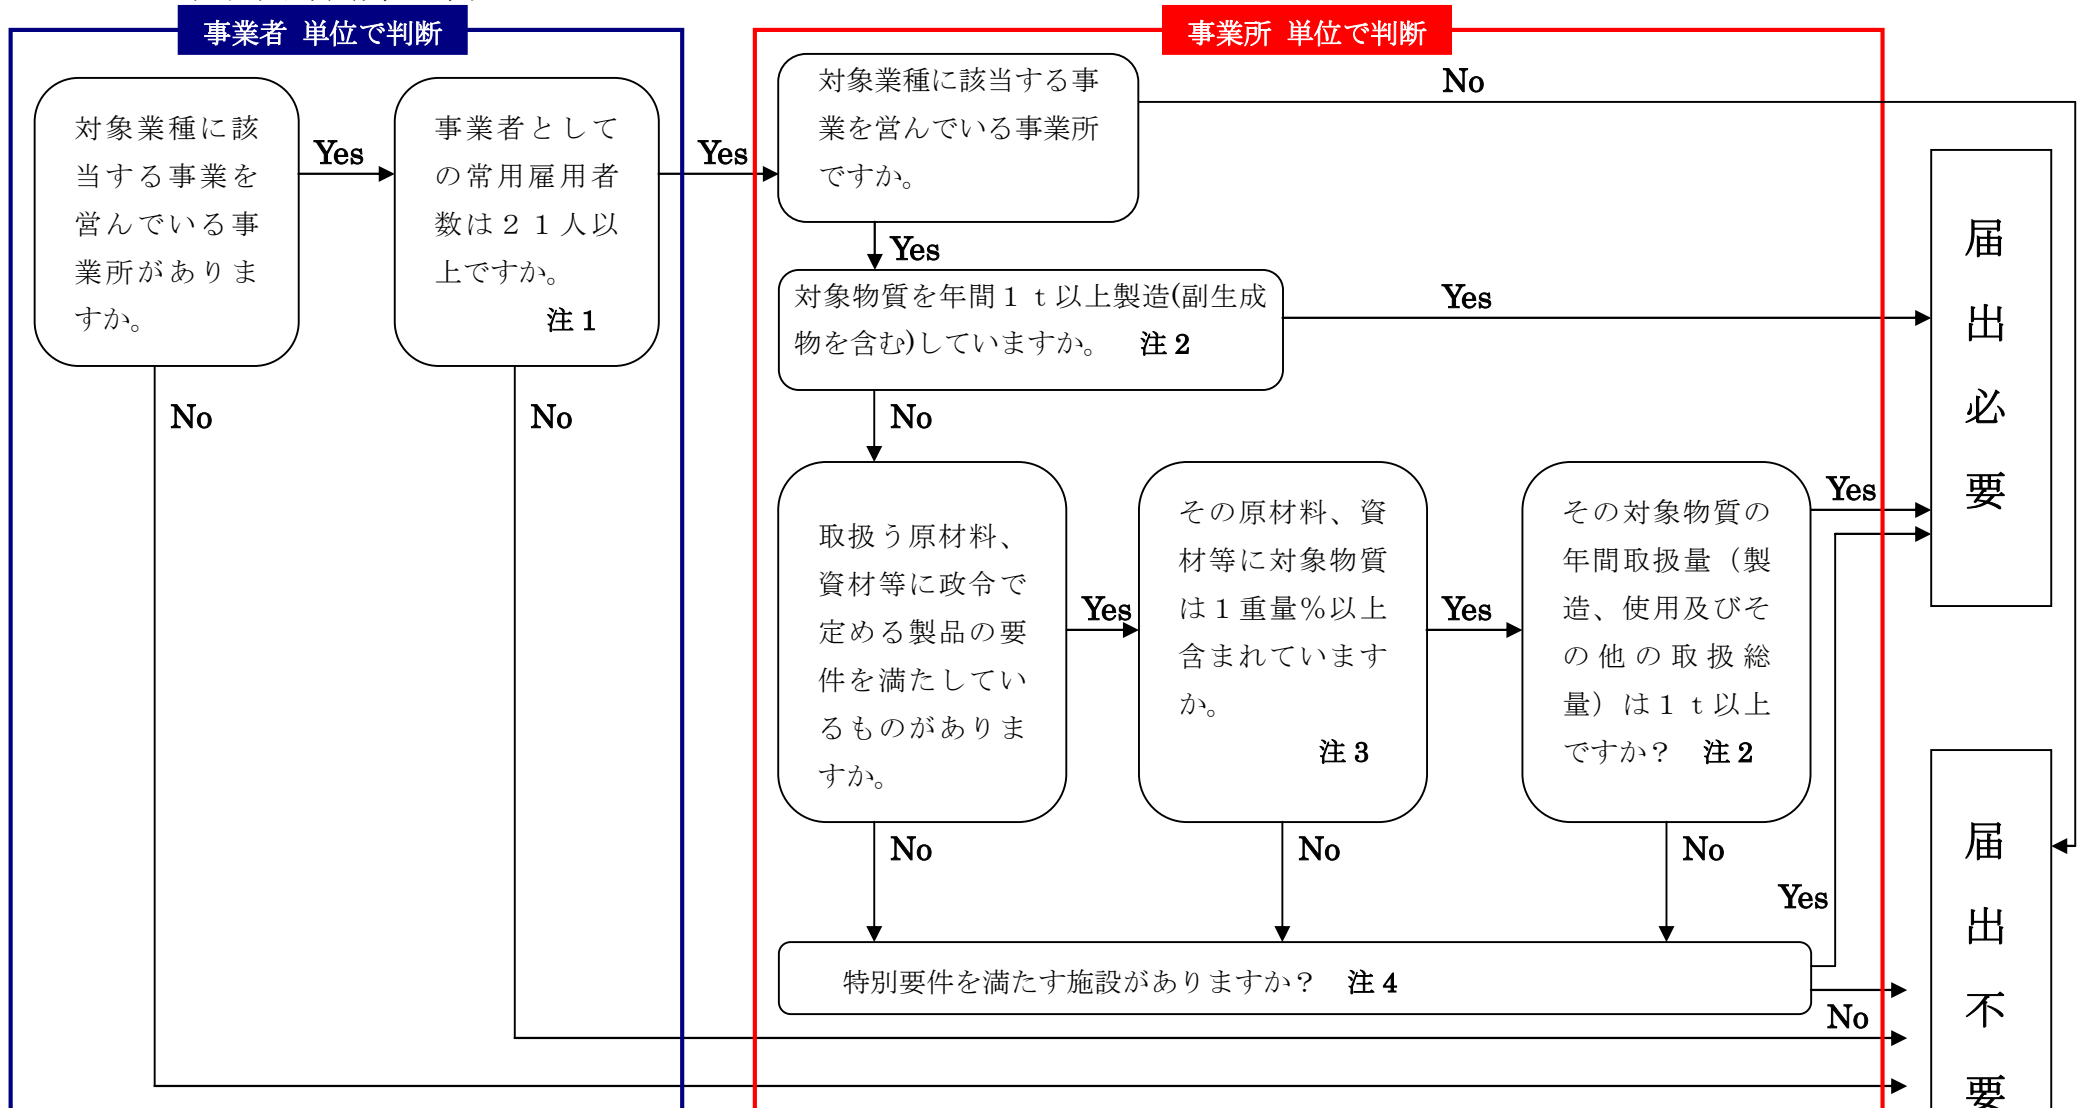 事業者 単位で判断
対象業種に該
当する事業を
営んでいる事
業所がありま
すか。
Yes
No
事業者として
の常用雇用者
数は２１人以
上ですか。
注１
Yes
No
事業所 単位で判断
対象業種に該当する事
業を営んでいる事業所
ですか。
No
Yes
対象物質を年間１ｔ以上製造(副生成
物を含む)していますか。 注２
Yes
No
取扱う原材料、
資材等に政令で
定める製品の要
件を満たしてい
るものがありま
すか。
Yes
No
その原材料、資
材等に対象物質
は１重量％以上
含まれています
か。
注３
Yes
No
その対象物質の
年間取扱量（製
造、使用及びそ
の他の取扱総
量）は１ｔ以上
ですか？ 注２
Yes
No
特別要件を満たす施設がありますか？ 注４
Yes
No
届出必要
届出不要